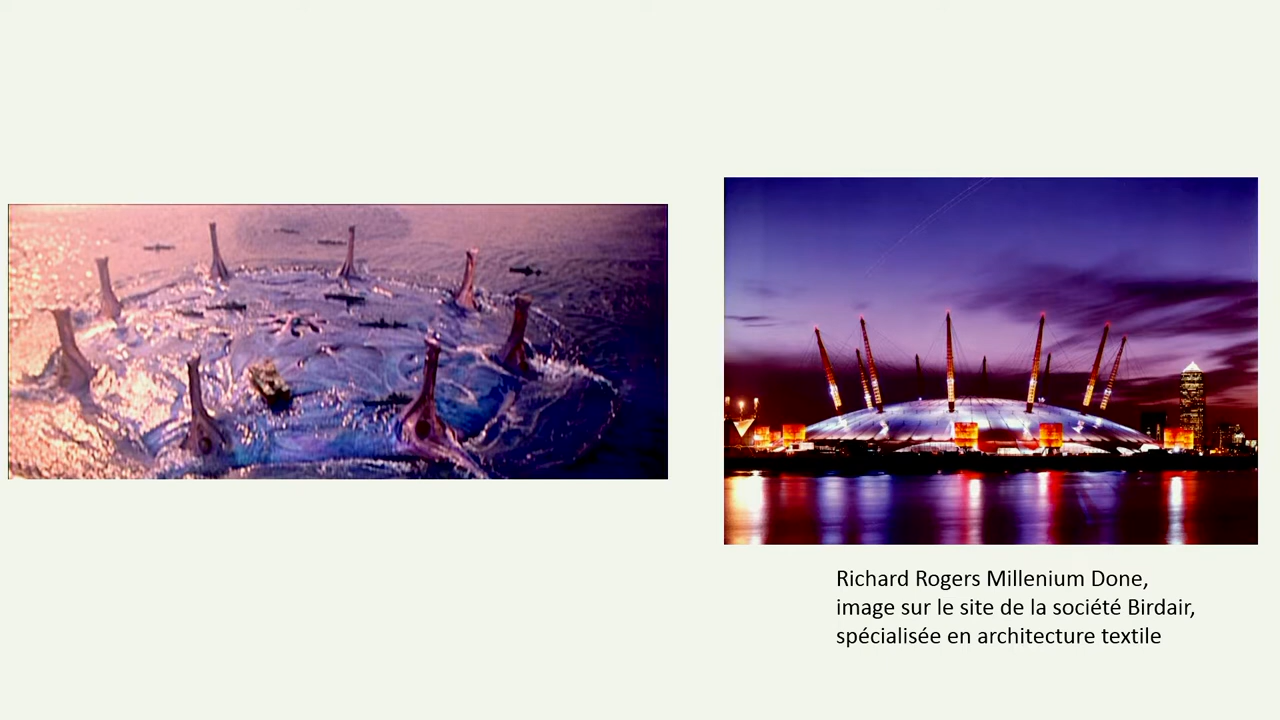 Richard Rogers Millenium Done,
image sur le site de la société Birdair,
spécialisée en architecture textile